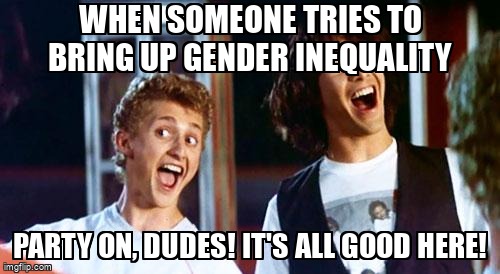 WHEN SOMEONE TRIES TO
BRING UP GENDER INEQUALITY
PARTY ON, DUDES! IT'S ALL GOOD HERE!
imgflip.com